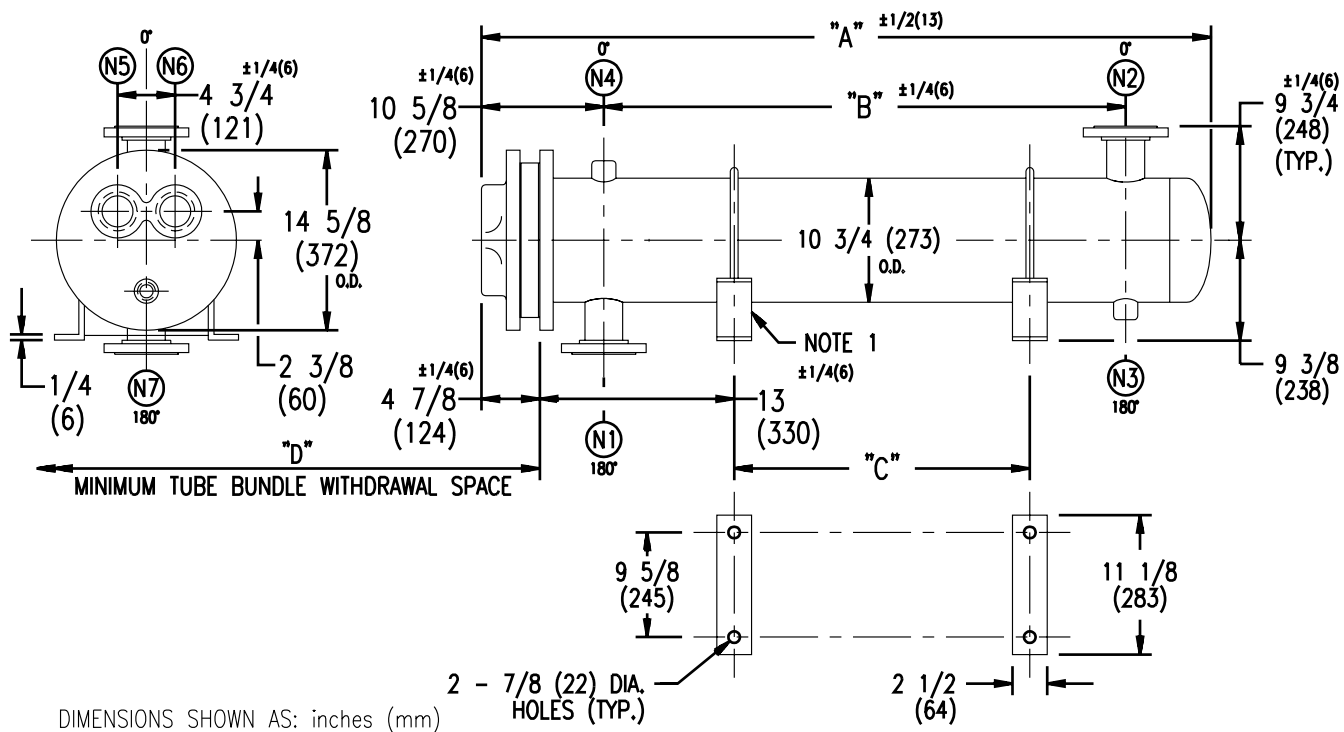 0°
N5 N6
±1/4(6)
4 3/4
(121)
14 5/8
(372)
O.D.
1/4
(6)
N7
180°
2 3/8
(60)
"A" ±1/2(13)
±1/4(6)
10 5/8
(270)
0°
N4
"B" ±1/4(6)
0°
N2
±1/4(6)
9 3/4
(248)
(TYP.)
10 3/4 (273)
O.D.
NOTE 1
±1/4(6)
4 7/8
(124)
±1/4(6)
13
(330)
N1
180°
N3
180°
9 3/8
(238)
"D"
MINIMUM TUBE BUNDLE WITHDRAWAL SPACE
"C"
9 5/8
(245)
11 1/8
(283)
2 - 7/8 (22) DIA.
HOLES (TYP.)
2 1/2
(64)
DIMENSIONS SHOWN AS: inches (mm)